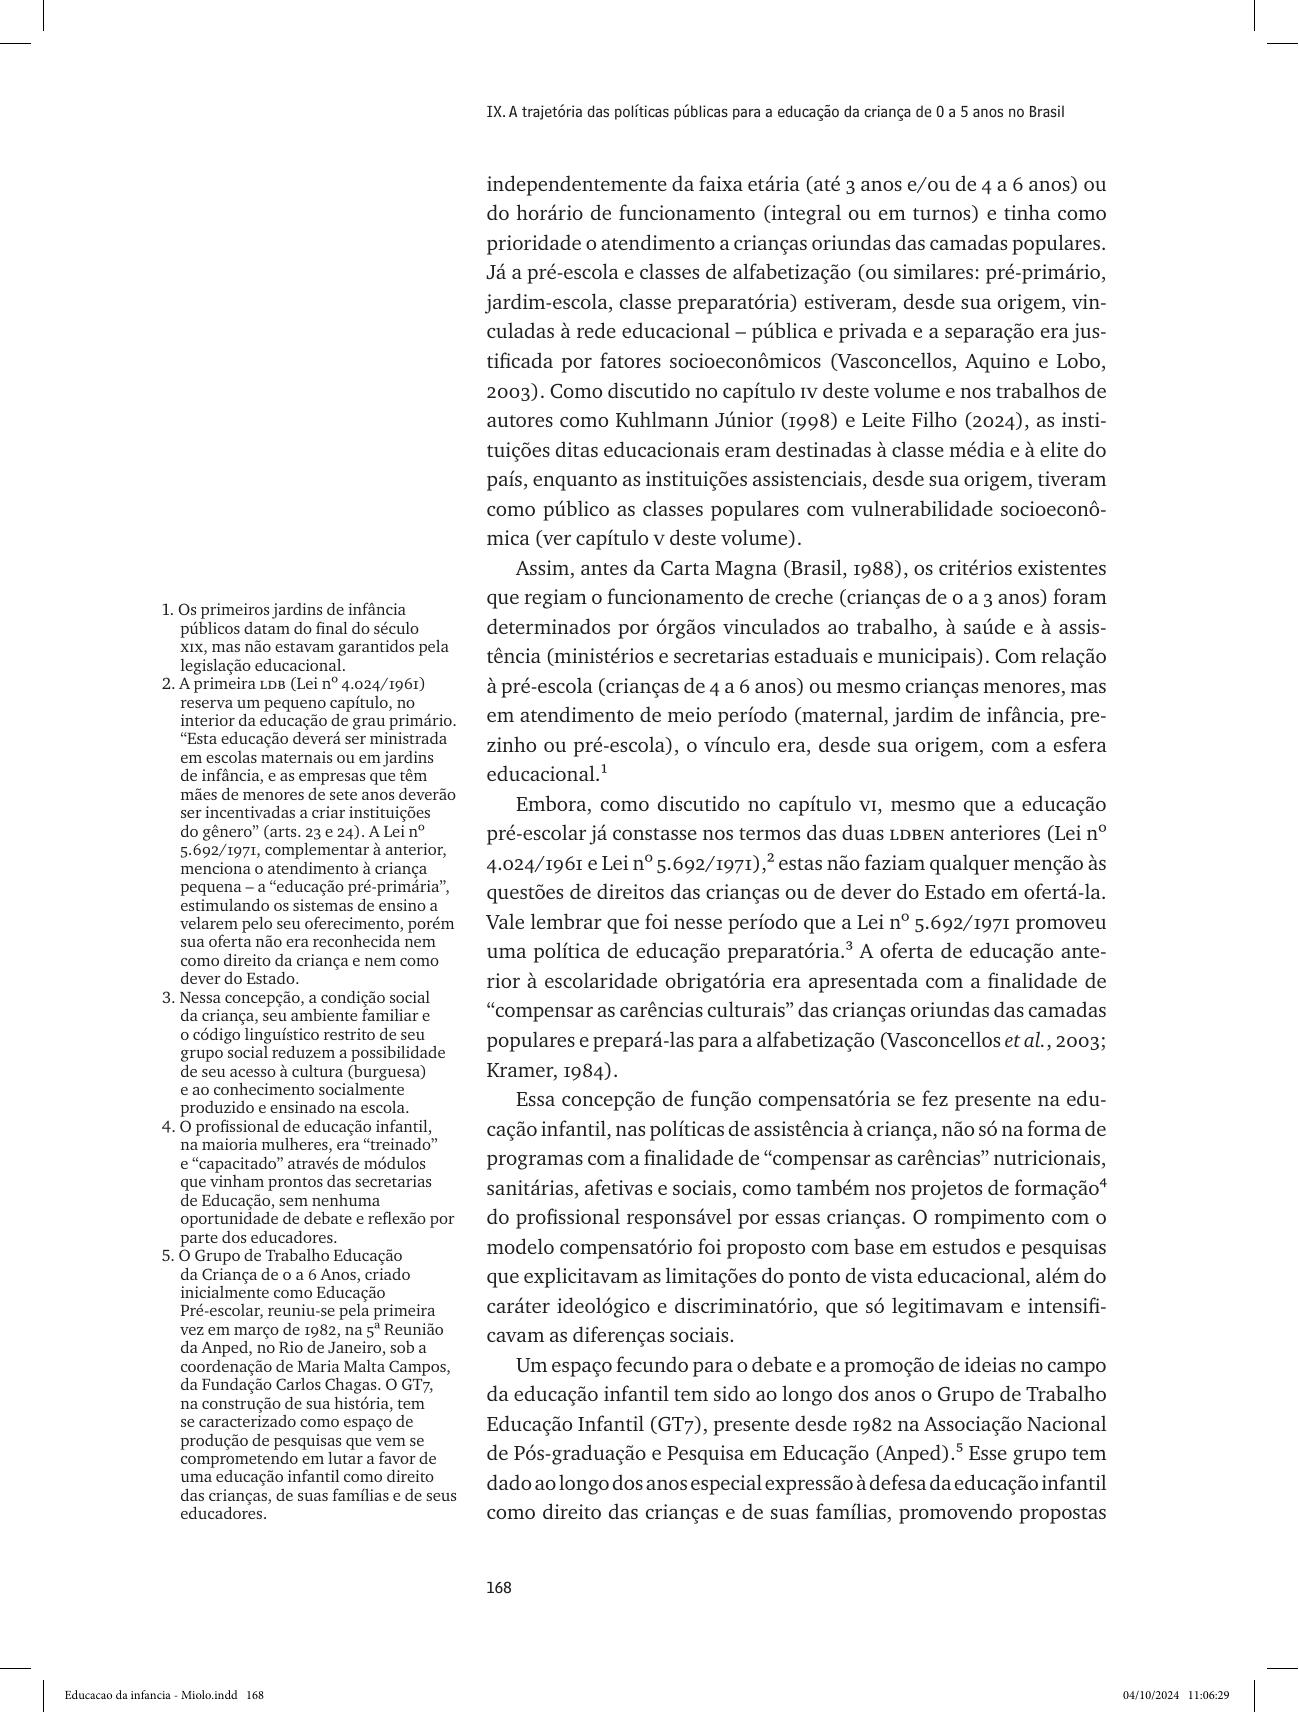 IX. A trajetória das políticas públicas para a educação da criança de 0 a 5 anos no Brasil
independentemente da faixa etária (até 3 anos e/ou de 4 a 6 anos) ou
do horário de funcionamento (integral ou em turnos) e tinha como
prioridade o atendimento a crianças oriundas das camadas populares.
Já a pré-escola e classes de alfabetização (ou similares: pré-primário,
jardim-escola, classe preparatória) estiveram, desde sua origem, vin-
culadas à rede educacional – pública e privada e a separação era jus-
tificada por fatores socioeconômicos (Vasconcellos, Aquino e Lobo,
2003). Como discutido no capítulo IV deste volume e nos trabalhos de
autores como Kuhlmann Júnior (1998) e Leite Filho (2024), as insti-
tuições ditas educacionais eram destinadas à classe média e à elite do
país, enquanto as instituições assistenciais, desde sua origem, tiveram
como público as classes populares com vulnerabilidade socioeconô-
mica (ver capítulo V deste volume).
Assim, antes da Carta Magna (Brasil, 1988), os critérios existentes
que regiam o funcionamento de creche (crianças de 0 a 3 anos) foram
determinados por órgãos vinculados ao trabalho, à saúde e à assis-
tência (ministérios e secretarias estaduais e municipais). Com relação
à pré-escola (crianças de 4 a 6 anos) ou mesmo crianças menores, mas
em atendimento de meio período (maternal, jardim de infância, pre-
zinho ou pré-escola), o vínculo era, desde sua origem, com a esfera
educacional.¹
Embora, como discutido no capítulo VI, mesmo que a educação
pré-escolar já constasse nos termos das duas LDBEN anteriores (Lei nº
4.024/1961 e Lei nº 5.692/1971),² estas não faziam qualquer menção às
questões de direitos das crianças ou de dever do Estado em ofertá-la.
Vale lembrar que foi nesse período que a Lei nº 5.692/1971 promoveu
uma política de educação preparatória.³ A oferta de educação ante-
rior à escolaridade obrigatória era apresentada com a finalidade de
“compensar as carências culturais” das crianças oriundas das camadas
populares e prepará-las para a alfabetização (Vasconcellos et al., 2003;
Kramer, 1984).
Essa concepção de função compensatória se fez presente na edu-
cação infantil, nas políticas de assistência à criança, não só na forma de
programas com a finalidade de “compensar as carências” nutricionais,
sanitárias, afetivas e sociais, como também nos projetos de formação⁴
do profissional responsável por essas crianças. O rompimento com o
modelo compensatório foi proposto com base em estudos e pesquisas
que explicitavam as limitações do ponto de vista educacional, além do
caráter ideológico e discriminatório, que só legitimavam e intensifi-
cavam as diferenças sociais.
Um espaço fecundo para o debate e a promoção de ideias no campo
da educação infantil tem sido ao longo dos anos o Grupo de Trabalho
Educação Infantil (GT7), presente desde 1982 na Associação Nacional
de Pós-graduação e Pesquisa em Educação (Anped).⁵ Esse grupo tem
dado ao longo dos anos especial expressão à defesa da educação infantil
como direito das crianças e de suas famílias, promovendo propostas
1. Os primeiros jardins de infância
públicos datam do final do século
XIX, mas não estavam garantidos pela
legislação educacional.
2. A primeira LDB (Lei nº 4.024/1961)
reserva um pequeno capítulo, no
interior da educação de grau primário.
“Esta educação deverá ser ministrada
em escolas maternais ou em jardins
de infância, e as empresas que têm
mães de menores de sete anos deverão
ser incentivadas a criar instituições
do gênero” (arts. 23 e 24). A Lei nº
5.692/1971, complementar à anterior,
menciona o atendimento à criança
pequena – a “educação pré-primária”,
estimulando os sistemas de ensino a
velarem pelo seu oferecimento, porém
sua oferta não era reconhecida nem
como direito da criança e nem como
dever do Estado.
3. Nessa concepção, a condição social
da criança, seu ambiente familiar e
o código linguístico restrito de seu
grupo social reduzem a possibilidade
de seu acesso à cultura (burguesa)
e ao conhecimento socialmente
produzido e ensinado na escola.
4. O profissional de educação infantil,
na maioria mulheres, era “treinado”
e “capacitado” através de módulos
que vinham prontos das secretarias
de Educação, sem nenhuma
oportunidade de debate e reflexão por
parte dos educadores.
5. O Grupo de Trabalho Educação
da Criança de 0 a 6 Anos, criado
inicialmente como Educação
Pré-escolar, reuniu-se pela primeira
vez em março de 1982, na 5ª Reunião
da Anped, no Rio de Janeiro, sob a
coordenação de Maria Malta Campos,
da Fundação Carlos Chagas. O GT7,
na construção de sua história, tem
se caracterizado como espaço de
produção de pesquisas que vem se
comprometendo em lutar a favor de
uma educação infantil como direito
das crianças, de suas famílias e de seus
educadores.
168
Educacao da infancia - Miolo.indd 168
04/10/2024 11:06:29